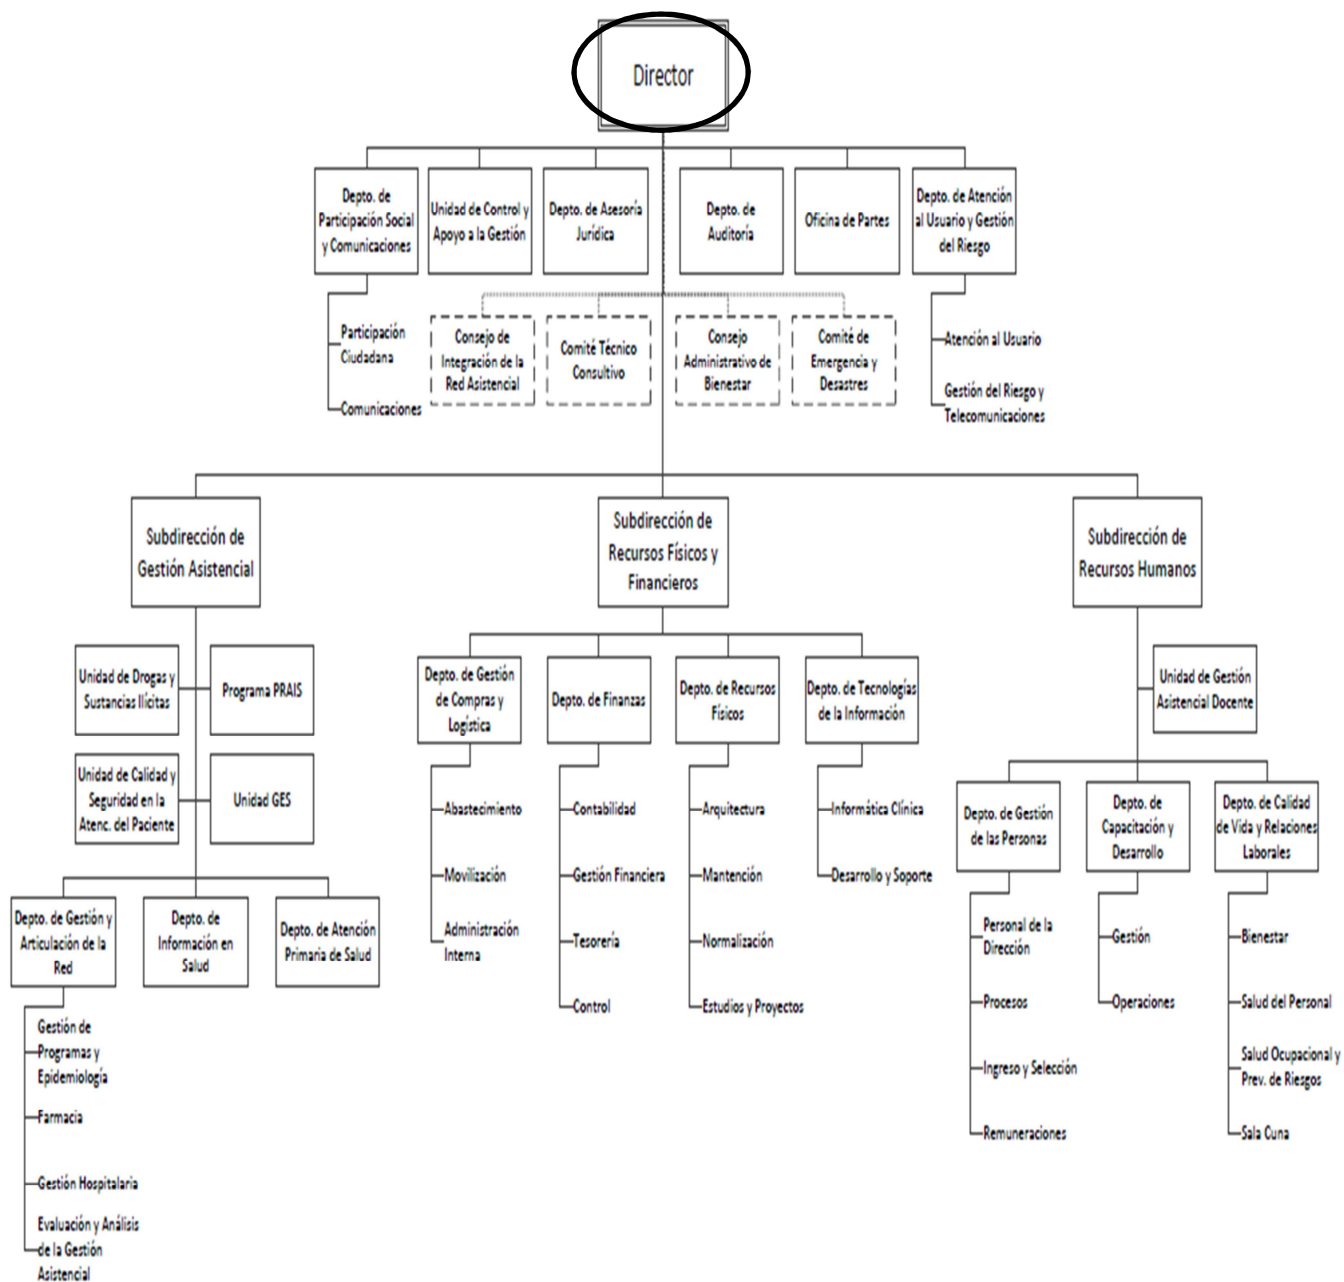 Director
Depto. de
Participación Social
y Comunicaciones
Unidad de Control y
Apoyo a la Gestión
Depto. de Asesoría
Jurídica
Depto. de
Auditoría
Oficina de Partes
Depto. de Atención
al Usuario y Gestión
del Riesgo
Participación
Ciudadana
Comunicaciones
Consejo de
Integración de la
Red Asistencial
Comité Técnico
Consultivo
Consejo
Administrativo de
Bienestar
Comité de
Emergencia y
Desastres
Atención al Usuario
Gestión del Riesgo y
Telecomunicaciones
Subdirección de
Gestión Asistencial
Subdirección de
Recursos Físicos y
Financieros
Subdirección de
Recursos Humanos
Unidad de Drogas y
Sustancias Ilícitas
Programa PRAIS
Unidad de Calidad y
Seguridad en la
Atenc. del Paciente
Unidad GES
Depto. de Gestión y
Articulación de la
Red
Depto. de
Información en
Salud
Depto. de Atención
Primaria de Salud
Gestión de
Programas y
Epidemiología
Farmacia
Gestión Hospitalaria
Evaluación y Análisis
de la Gestión
Asistencial
Depto. de Gestión
de Compras y
Logística
Depto. de Finanzas
Depto. de Recursos
Físicos
Depto. de Tecnologías
de la Información
Abastecimiento
Movilización
Administración
Interna
Contabilidad
Gestión Financiera
Tesorería
Control
Arquitectura
Mantención
Normalización
Estudios y Proyectos
Informática Clínica
Desarrollo y Soporte
Unidad de Gestión
Asistencial Docente
Depto. de Gestión
de las Personas
Depto. de
Capacitación y
Desarrollo
Depto. de Calidad
de Vida y Relaciones
Laborales
Personal de la
Dirección
Procesos
Ingreso y Selección
Remuneraciones
Gestión
Operaciones
Bienestar
Salud del Personal
Salud Ocupacional y
Prev. de Riesgos
Sala Cuna